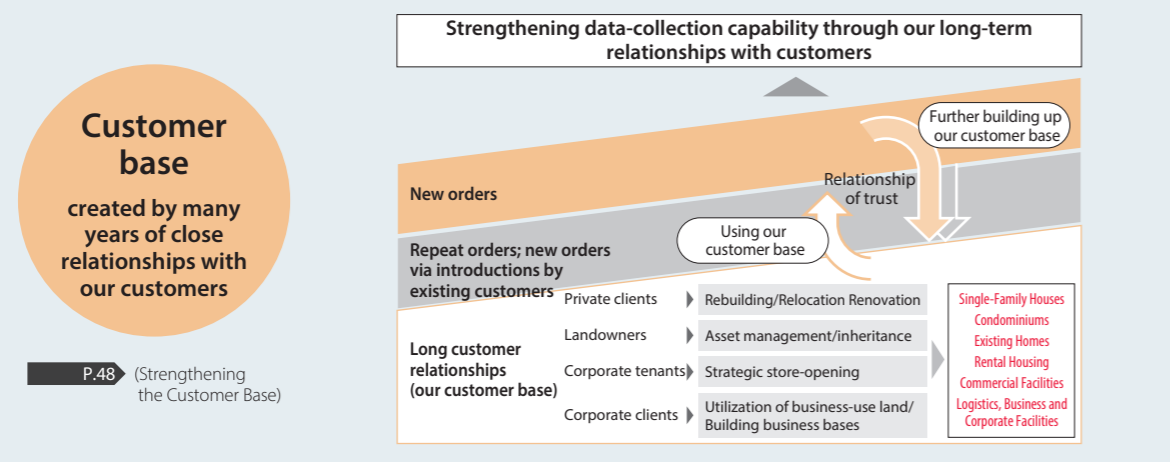 Strengthening data-collection capability through our long-term
relationships with customers
Customer
base
created by many
years of close
relationships with
our customers
P.48 (Strengthening
the Customer Base)
Further building up
our customer base
New orders
Relationship
of trust
Using our
customer base
Repeat orders; new orders
via introductions by
existing customers
Long customer
relationships
(our customer base)
Private clients
Rebuilding/Relocation Renovation
Landowners
Asset management/inheritance
Corporate tenants
Strategic store-opening
Corporate clients
Utilization of business-use land/
Building business bases
Single-Family Houses
Condominiums
Existing Homes
Rental Housing
Commercial Facilities
Logistics, Business and
Corporate Facilities